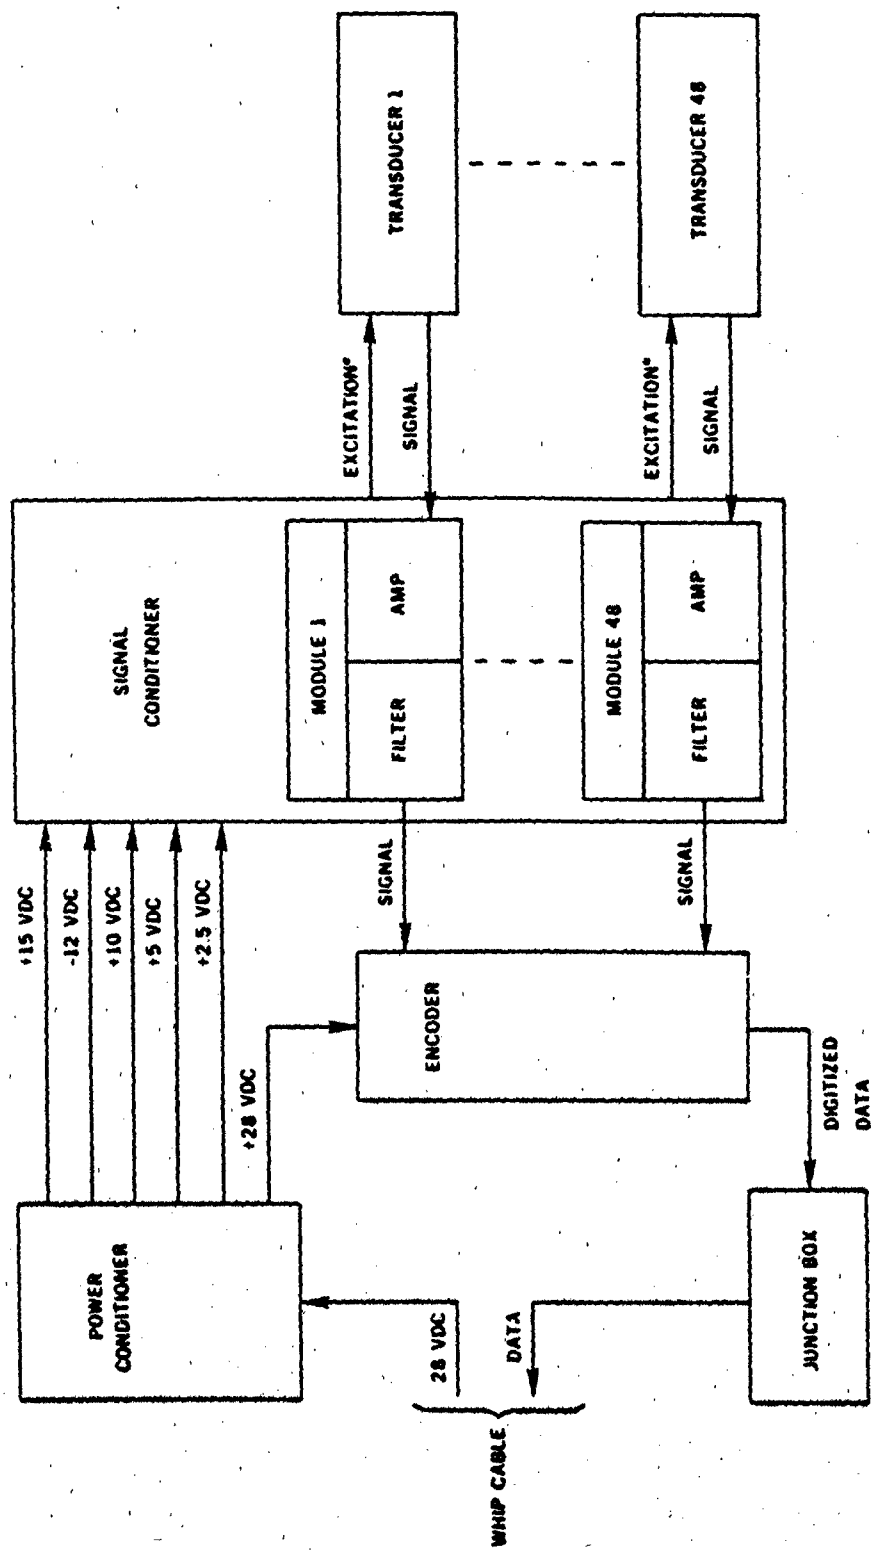 POWER
CONDITIONER
+15 VDC
-12 VDC
+10 VDC
+5 VDC
+2.5 VDC
+28 VDC
SIGNAL
CONDITIONER
MODULE 1
FILTER
AMP
EXCITATION*
SIGNAL
TRANSDUCER 1
SIGNAL
28 VDC
WHIP CABLE
DATA
ENCODER
MODULE 48
FILTER
AMP
EXCITATION*
SIGNAL
TRANSDUCER 48
SIGNAL
JUNCTION BOX
DIGITIZED
DATA